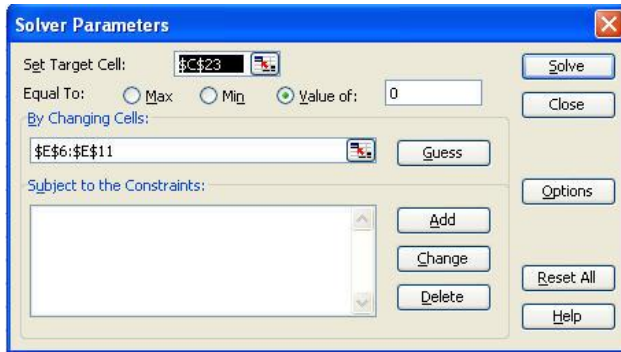 Solver Parameters
Set Target Cell: $C$23 Solve
Equal To: Max Min Value of: 0 Close
By Changing Cells:
$E$6:$E$11 Guess
Subject to the Constraints: Options
Add
Change
Reset All
Delete
Help